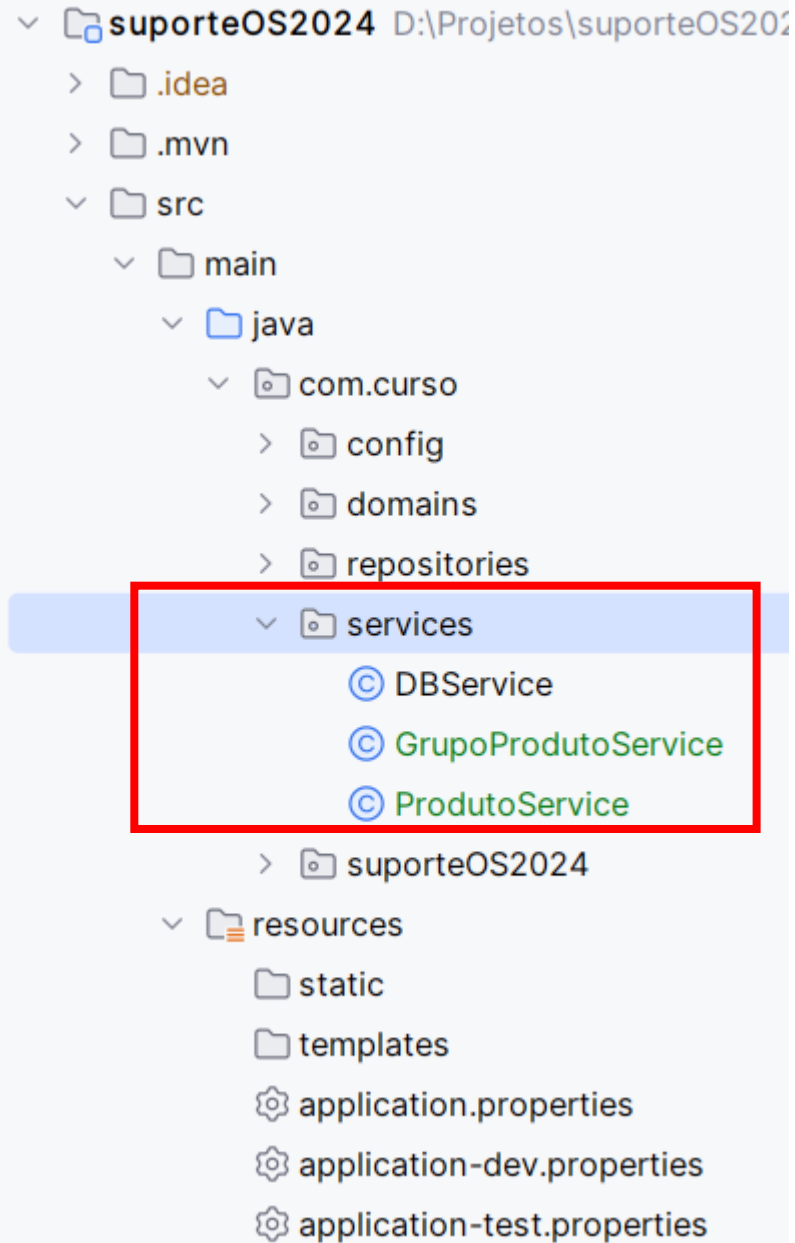 suporteOS2024 D:\Projetos\suporteOS202
.idea
.mvn
src
main
java
com.curso
config
domains
repositories
services
DBService
GrupoProdutoService
ProdutoService
suporteOS2024
resources
static
templates
application.properties
application-dev.properties
application-test.properties